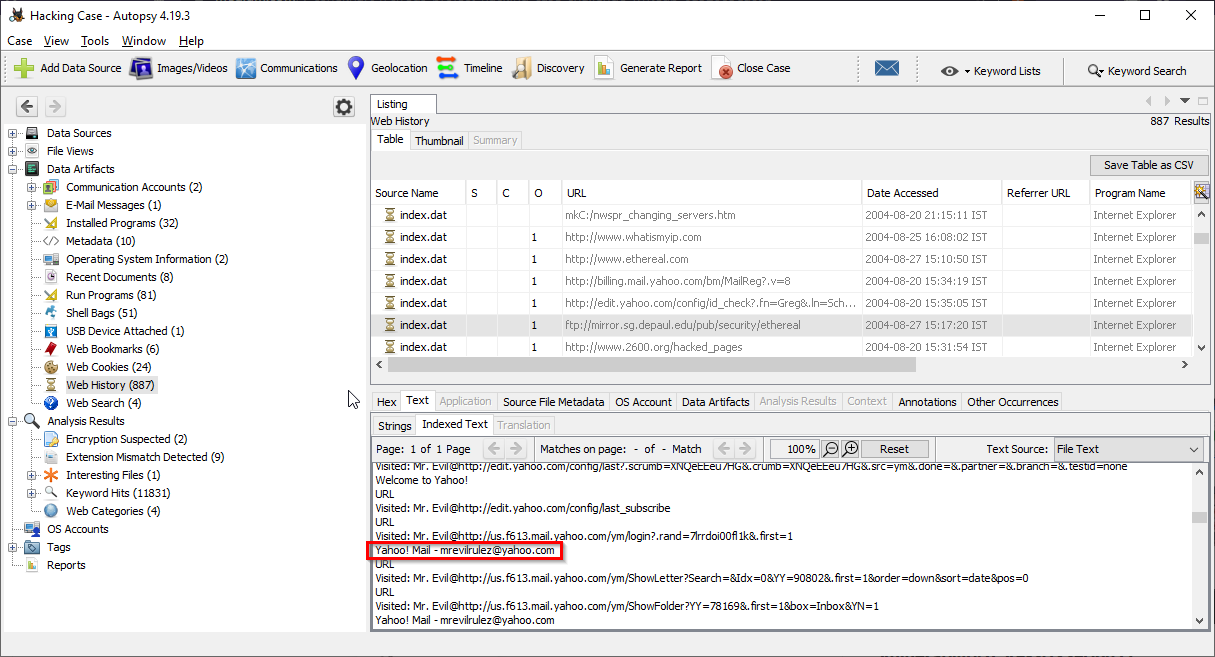 Hacking Case - Autopsy 4.19.3
Case View Tools Window Help
Add Data Source Images/Videos Communications Geolocation Timeline Discovery Generate Report Close Case Keyword Lists Keyword Search
Listing
Web History 887 Results
Table Thumbnail Summary
Save Table as CSV
Source Name S C O URL Date Accessed Referrer URL Program Name
index.dat mkC:/nwspr_changing_servers.htm 2004-08-20 21:15:11 IST Internet Explorer
index.dat 1 http://www.whatismyip.com 2004-08-25 16:08:02 IST Internet Explorer
index.dat 1 http://www.ethereal.com 2004-08-27 15:10:50 IST Internet Explorer
index.dat 1 http://billing.mail.yahoo.com/bm/MailReg?.v=8 2004-08-20 15:34:19 IST Internet Explorer
index.dat 1 http://edit.yahoo.com/config/id_check?.fn=Greg&.ln=Sch... 2004-08-20 15:35:05 IST Internet Explorer
index.dat 1 ftp://mirror.sg.depaul.edu/pub/security/ethereal 2004-08-27 15:17:20 IST Internet Explorer
index.dat 1 http://www.2600.org/hacked_pages 2004-08-20 15:31:54 IST Internet Explorer
Data Sources
File Views
Data Artifacts
Communication Accounts (2)
E-Mail Messages (1)
Installed Programs (32)
Metadata (10)
Operating System Information (2)
Recent Documents (8)
Run Programs (81)
Shell Bags (51)
USB Device Attached (1)
Web Bookmarks (6)
Web Cookies (24)
Web History (887)
Web Search (4)
Analysis Results
Encryption Suspected (2)
Extension Mismatch Detected (9)
Interesting Files (1)
Keyword Hits (11831)
Web Categories (4)
OS Accounts
Tags
Reports
Hex Text Application Source File Metadata OS Account Data Artifacts Analysis Results Context Annotations Other Occurrences
Strings Indexed Text Translation
Page: 1 of 1 Page Matches on page: - of - Match 100% Reset Text Source: File Text
Visited: Mr. Evil@http://edit.yahoo.com/config/last?.scrumb=XNQeEEeu7HG&.crumb=XNQeEEeu7HG&.src=ym&.done=&.partner=&.branch=&.testid=none
Welcome to Yahoo!
URL
Visited: Mr. Evil@http://edit.yahoo.com/config/last_subscribe
URL
Visited: Mr. Evil@http://us.f613.mail.yahoo.com/ym/login?.rand=7lrrdoi00fl1k&.first=1
Yahoo! Mail - mrevilrulez@yahoo.com
URL
Visited: Mr. Evil@http://us.f613.mail.yahoo.com/ym/ShowLetter?Search=&Idx=0&YY=90802&.first=1&order=down&sort=date&pos=0
URL
Visited: Mr. Evil@http://us.f613.mail.yahoo.com/ym/ShowFolder?YY=78169&.first=1&box=Inbox&YN=1
Yahoo! Mail - mrevilrulez@yahoo.com